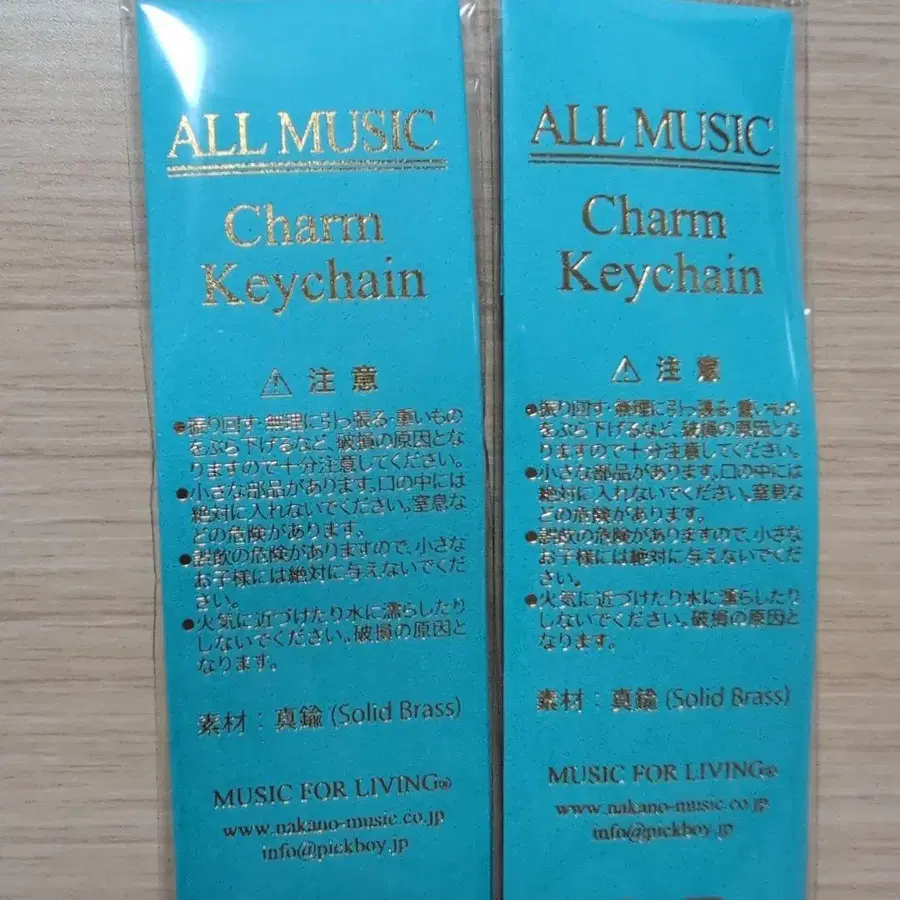 ALL MUSIC
Charm
Keychain
⚠ 注意
●振り回す・無理に引っ張る・重いもの
をぶら下げるなど、破損の原因とな
りますので十分注意してください。
●小さな部品があります。口の中には
絶対に入れないでください。窒息な
どの危険があります。
●誤飲の危険がありますので、小さな
お子様には絶対に与えないでくだ
さい。
●火気に近づけたり水に濡らしたり
しないでください。破損の原因と
なります。
素材：真鍮 (Solid Brass)
MUSIC FOR LIVING®
www.nakano-music.co.jp
info@pickboy.jp
ALL MUSIC
Charm
Keychain
⚠ 注意
●振り回す・無理に引っ張る・重いもの
をぶら下げるなど、破損の原因とな
りますので十分注意してください。
●小さな部品があります。口の中には
絶対に入れないでください。窒息な
どの危険があります。
●誤飲の危険がありますので、小さな
お子様には絶対に与えないでくだ
さい。
●火気に近づけたり水に濡らしたり
しないでください。破損の原因と
なります。
素材：真鍮 (Solid Brass)
MUSIC FOR LIVING®
www.nakano-music.co.jp
info@pickboy.jp